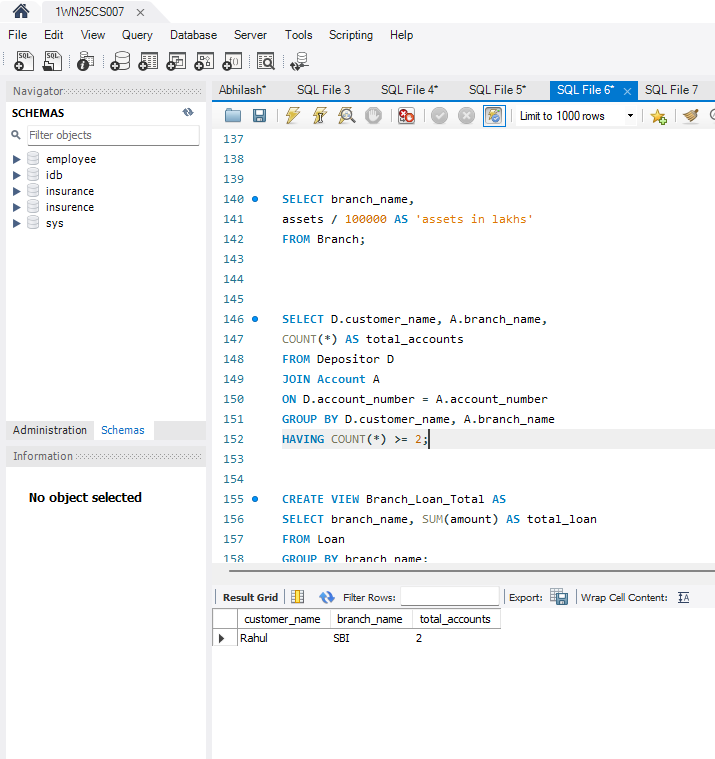 1WN25CS007
File Edit View Query Database Server Tools Scripting Help
Navigator
SCHEMAS
Filter objects
employee
idb
insurance
insurence
sys
Administration Schemas
Information
No object selected
Abhilash* SQL File 3 SQL File 4* SQL File 5* SQL File 6* SQL File 7
Limit to 1000 rows
137
138
139
140 SELECT branch_name,
141 assets / 100000 AS 'assets in lakhs'
142 FROM Branch;
143
144
145
146 SELECT D.customer_name, A.branch_name,
147 COUNT(*) AS total_accounts
148 FROM Depositor D
149 JOIN Account A
150 ON D.account_number = A.account_number
151 GROUP BY D.customer_name, A.branch_name
152 HAVING COUNT(*) >= 2;
153
154
155 CREATE VIEW Branch_Loan_Total AS
156 SELECT branch_name, SUM(amount) AS total_loan
157 FROM Loan
158 GROUP BY branch_name;
Result Grid Filter Rows: Export: Wrap Cell Content:
customer_name branch_name total_accounts
Rahul SBI 2